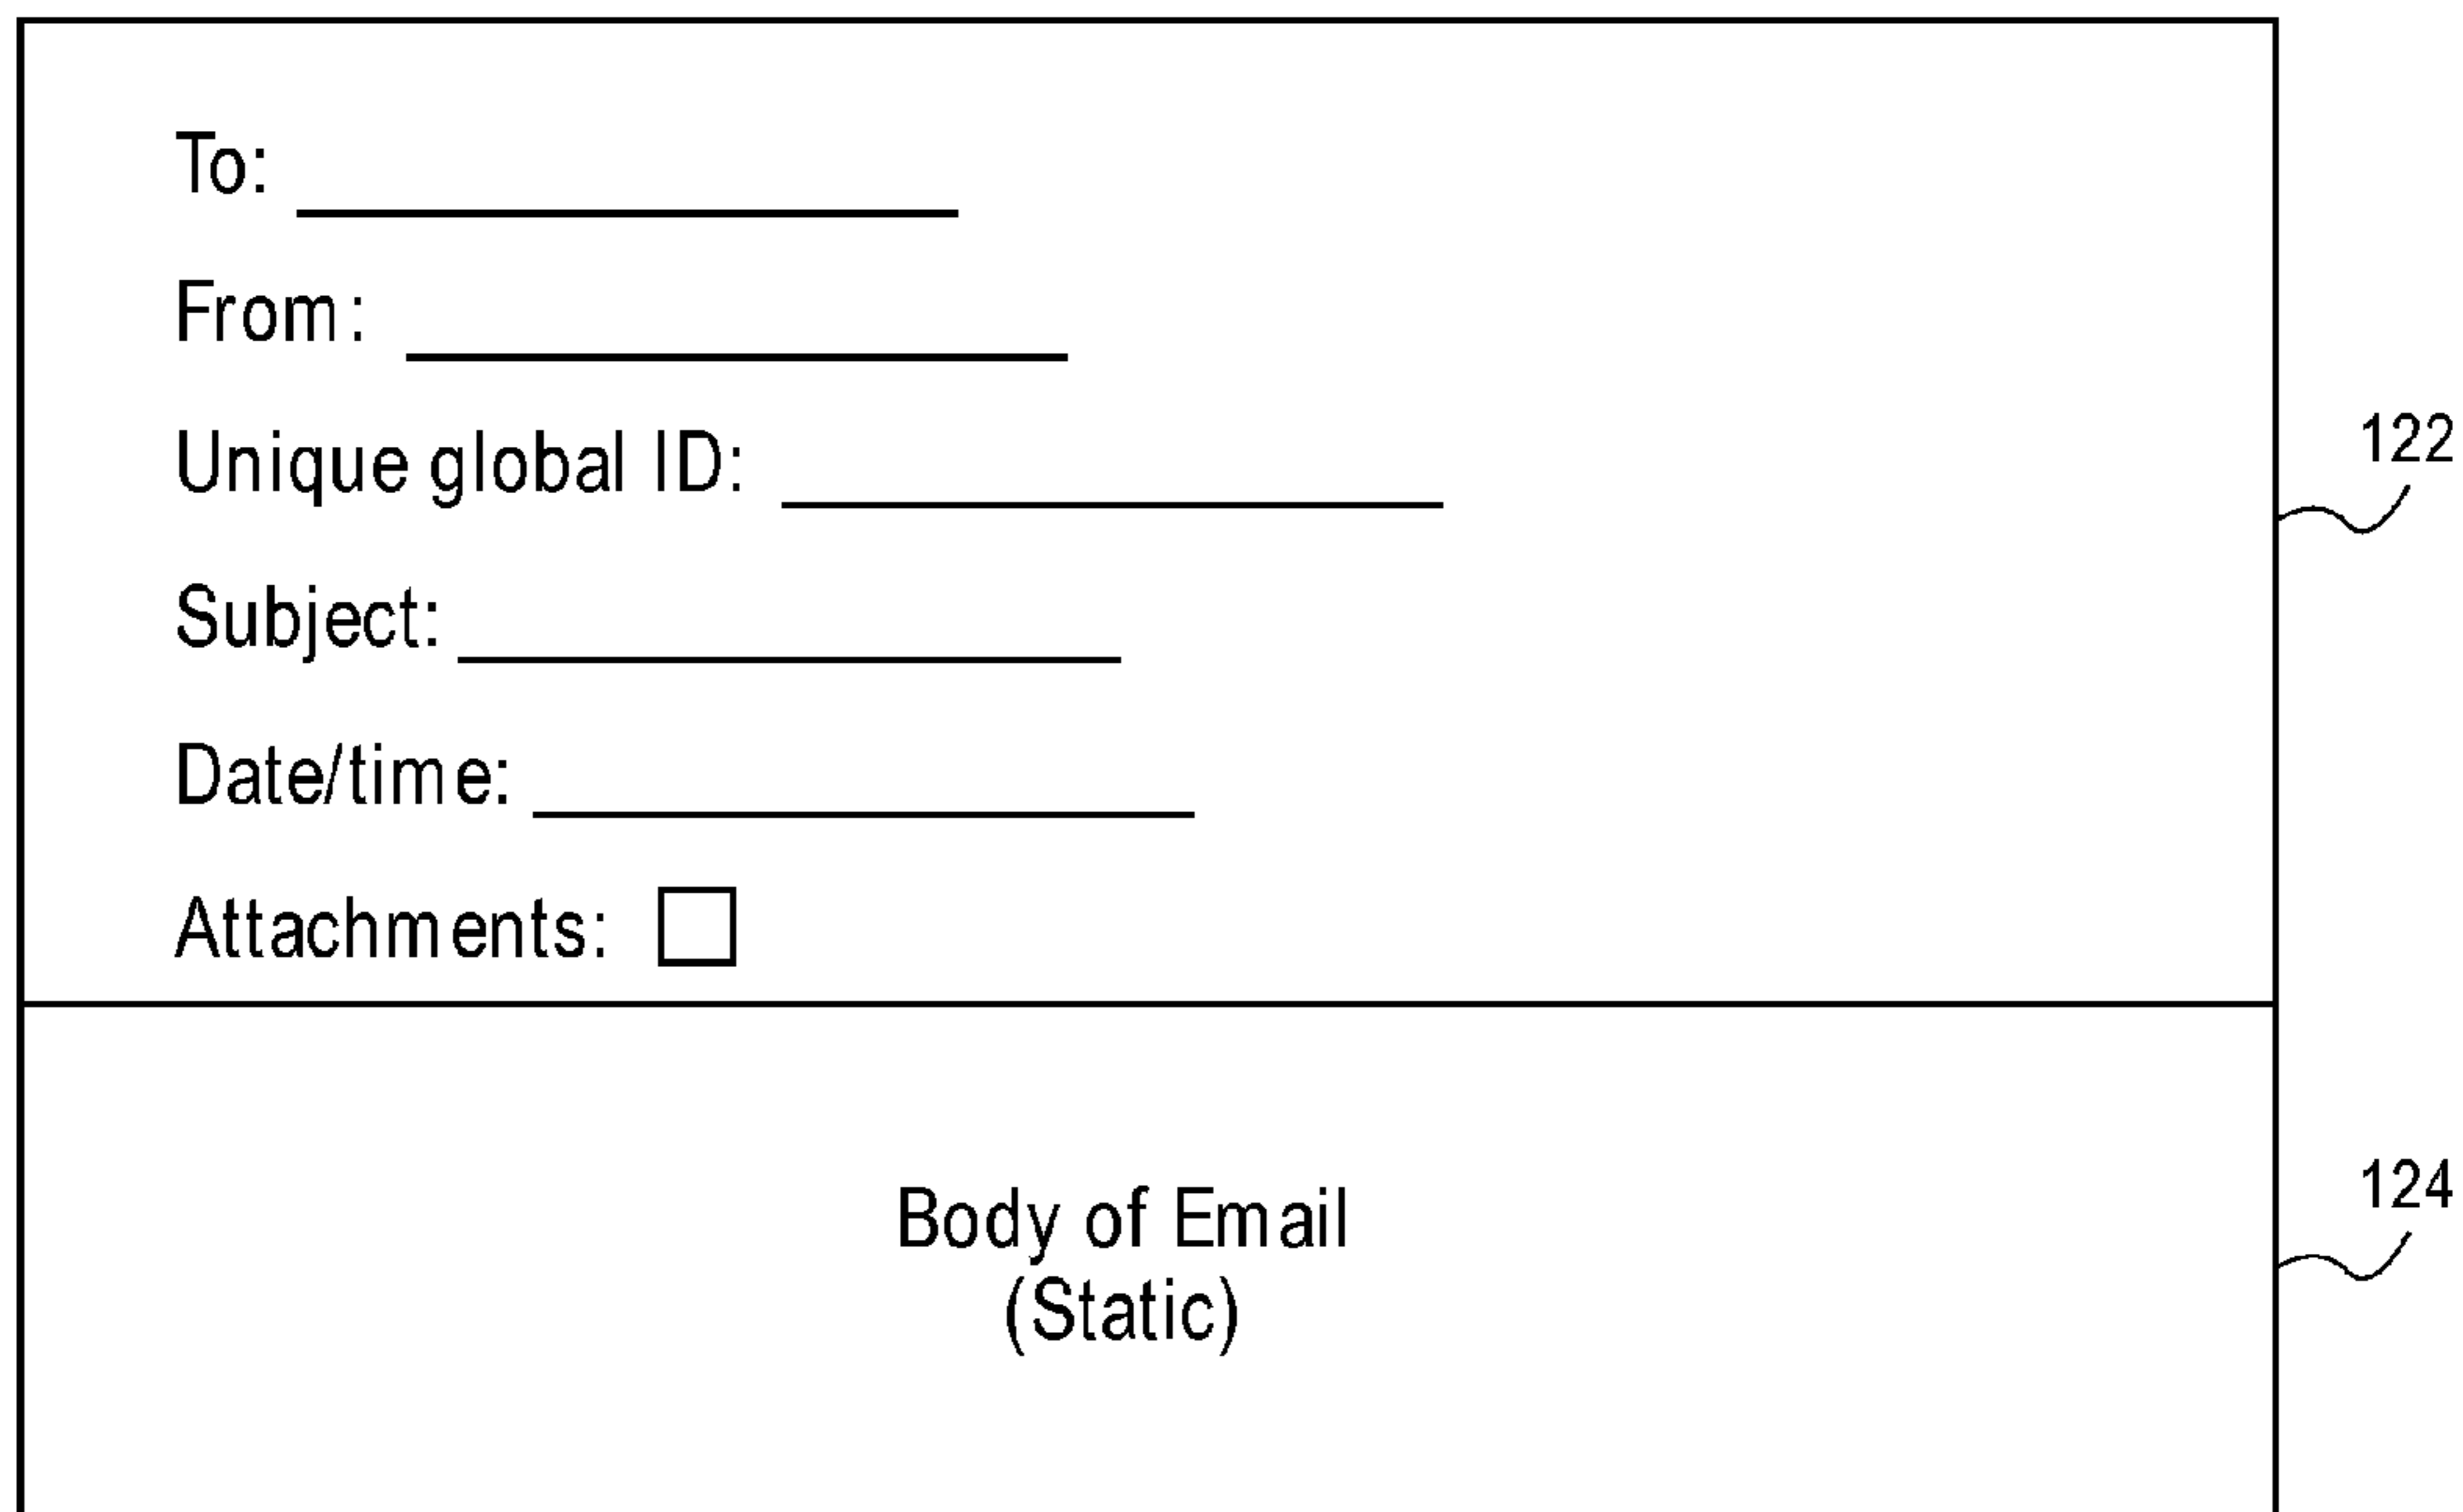 To:
From:
Unique global ID:
122
Subject:
Date/time:
Attachments:
124
Body of Email
(Static)